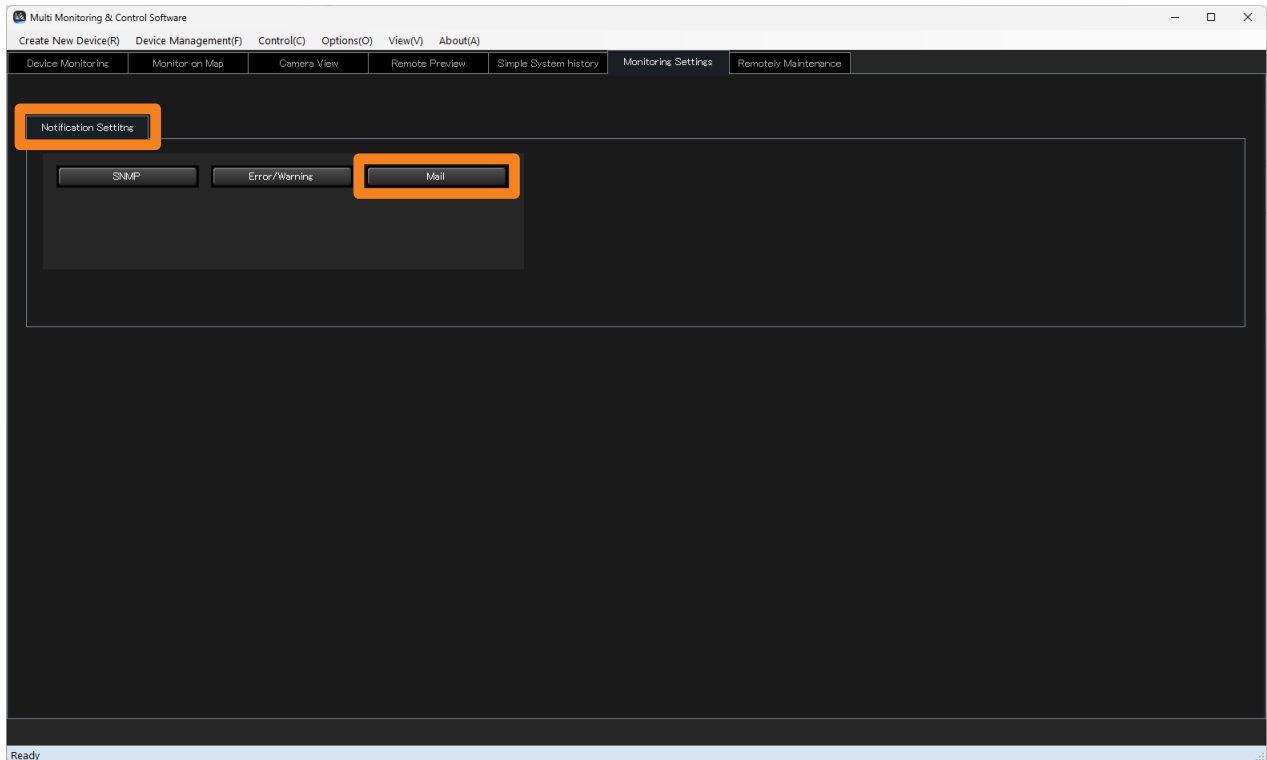 Multi Monitoring & Control Software
Create New Device(R) Device Management(F) Control(C) Options(O) View(V) About(A)
Device Monitoring Monitor on Map Camera View Remote Preview Simple System history Monitoring Settings Remotely Maintenance
Notification Settitng
SNMP Error/Warning Mail
Ready